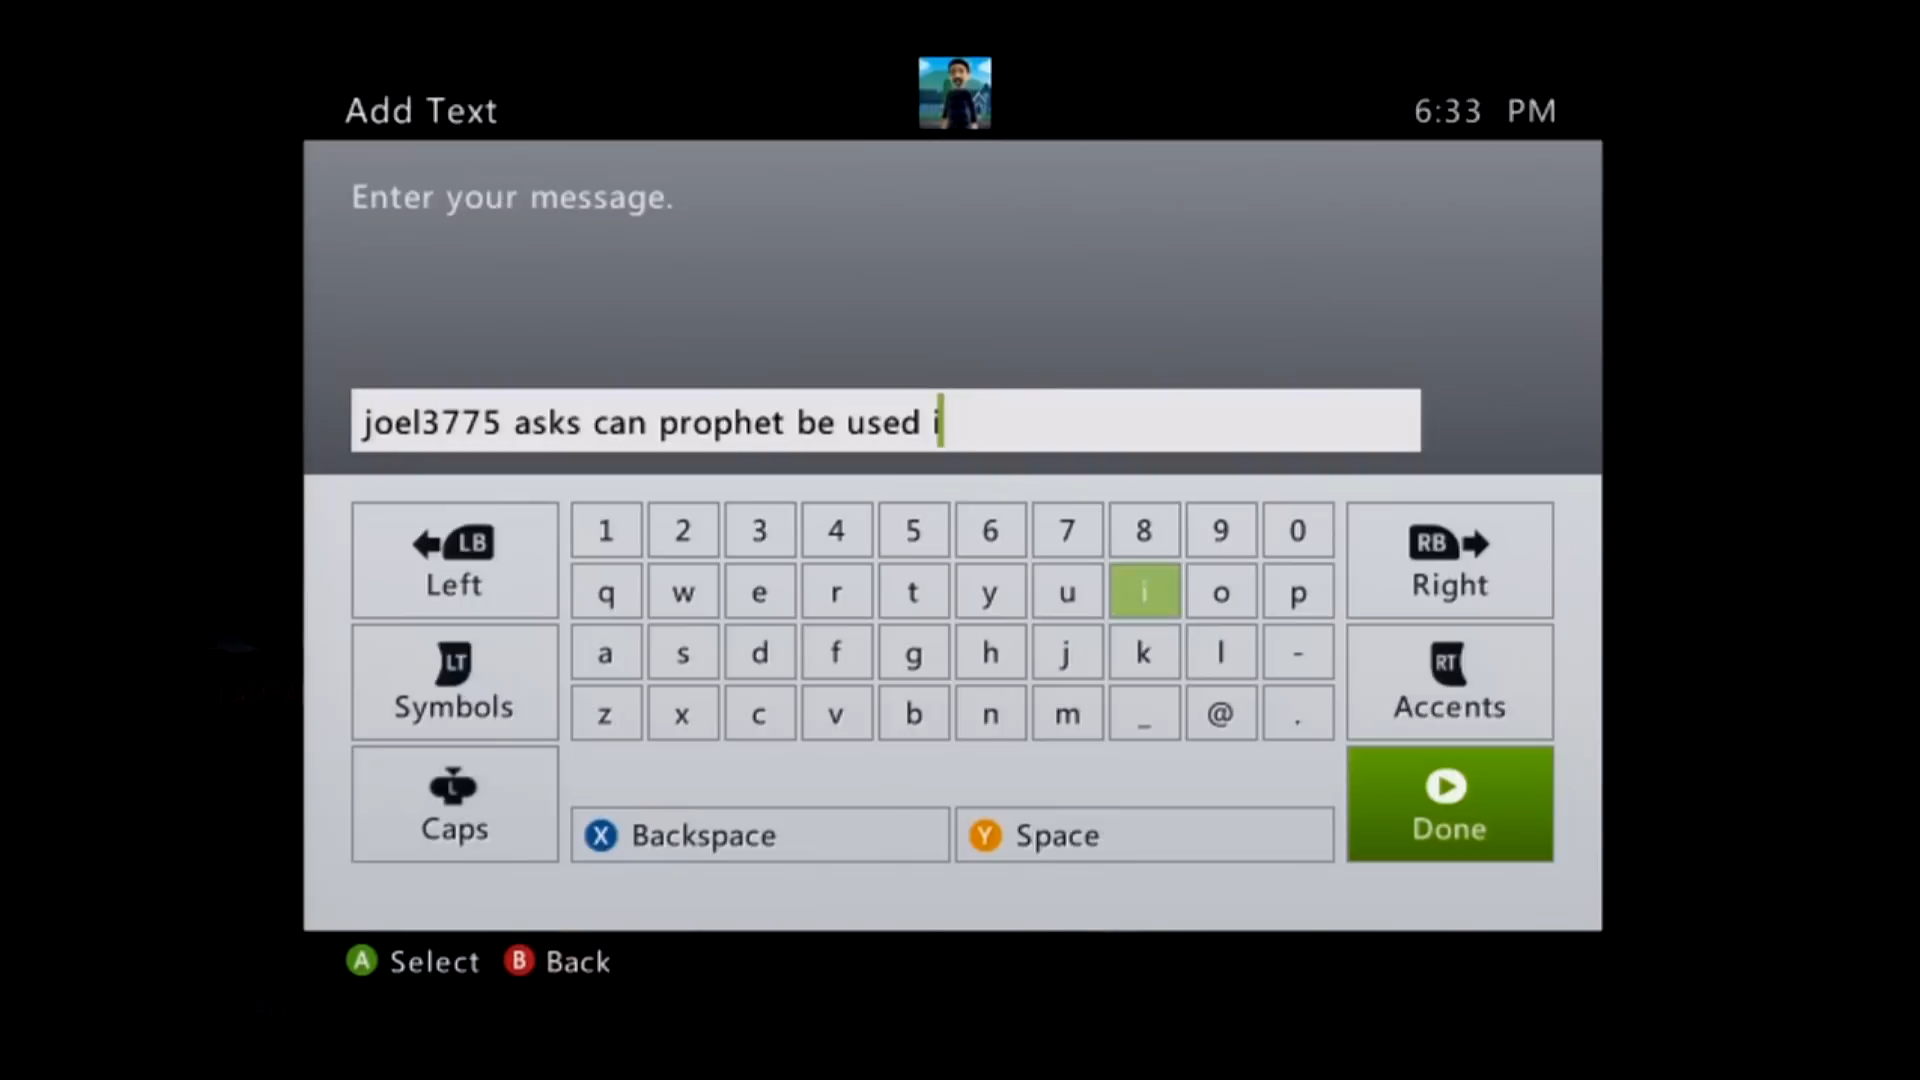 Add Text
6:33 PM
Enter your message.
joel3775 asks can prophet be used i
LB
Left
1 2 3 4 5 6 7 8 9 0
RB
Right
q w e r t y u i o p
LT
Symbols
a s d f g h j k l -
RT
Accents
z x c v b n m _ @ .
L
Caps
X Backspace
Y Space
Done
A Select B Back